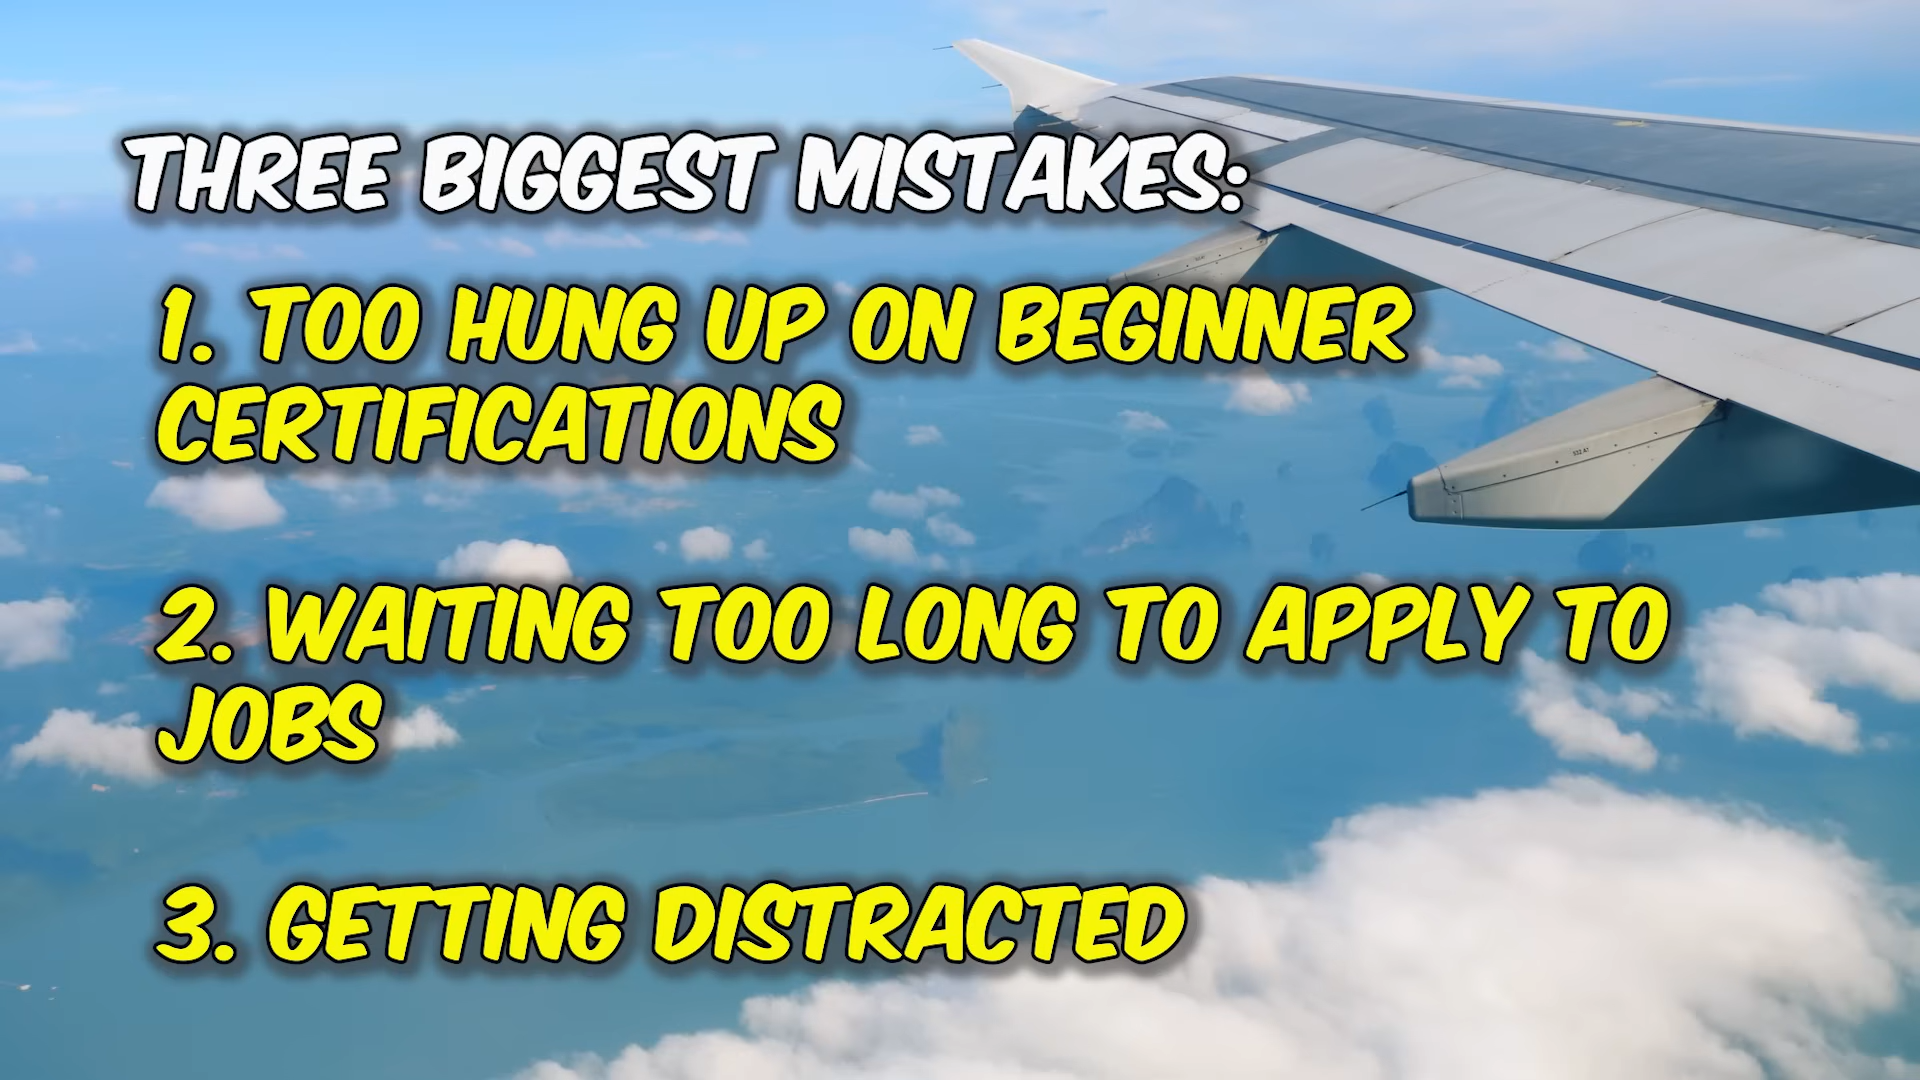 THREE BIGGEST MISTAKES:
1. TOO HUNG UP ON BEGINNER
CERTIFICATIONS
2. WAITING TOO LONG TO APPLY TO
JOBS
3. GETTING DISTRACTED